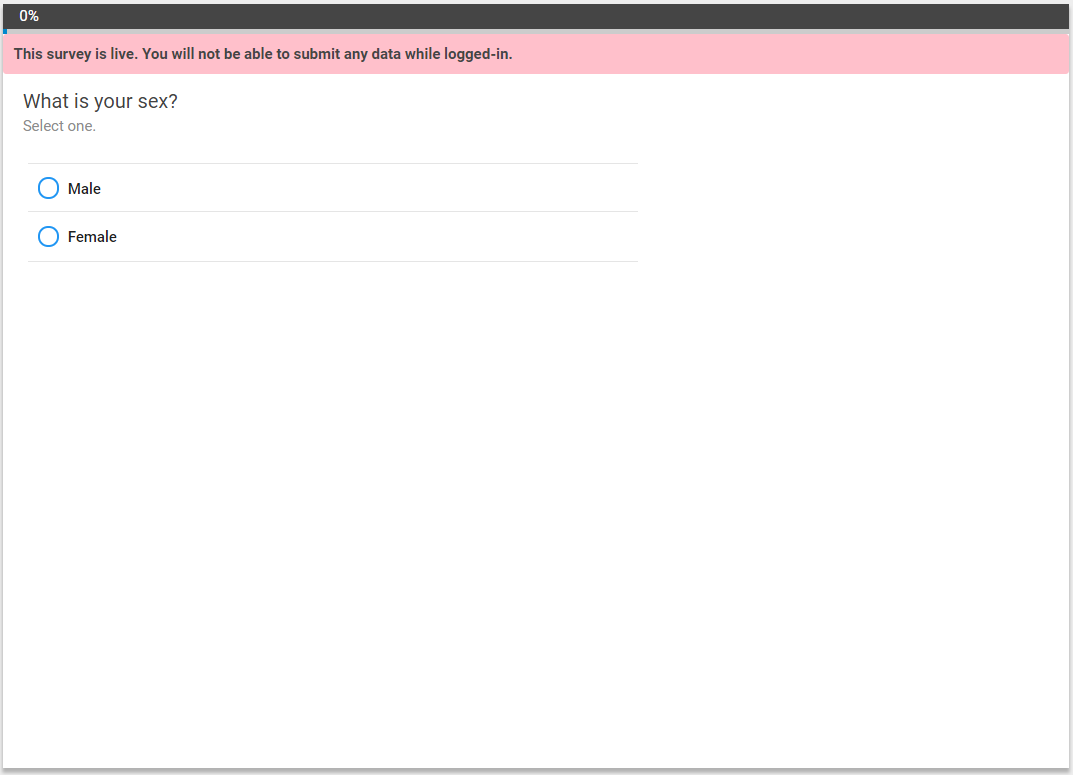 0%
This survey is live. You will not be able to submit any data while logged-in.
What is your sex?
Select one.
Male
Female